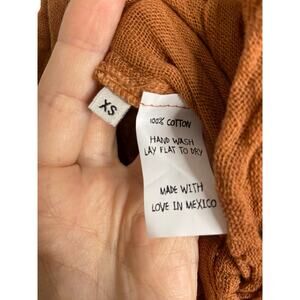 XS
100% COTTON
HAND WASH
LAY FLAT TO DRY
MADE WITH
LOVE IN MEXICO